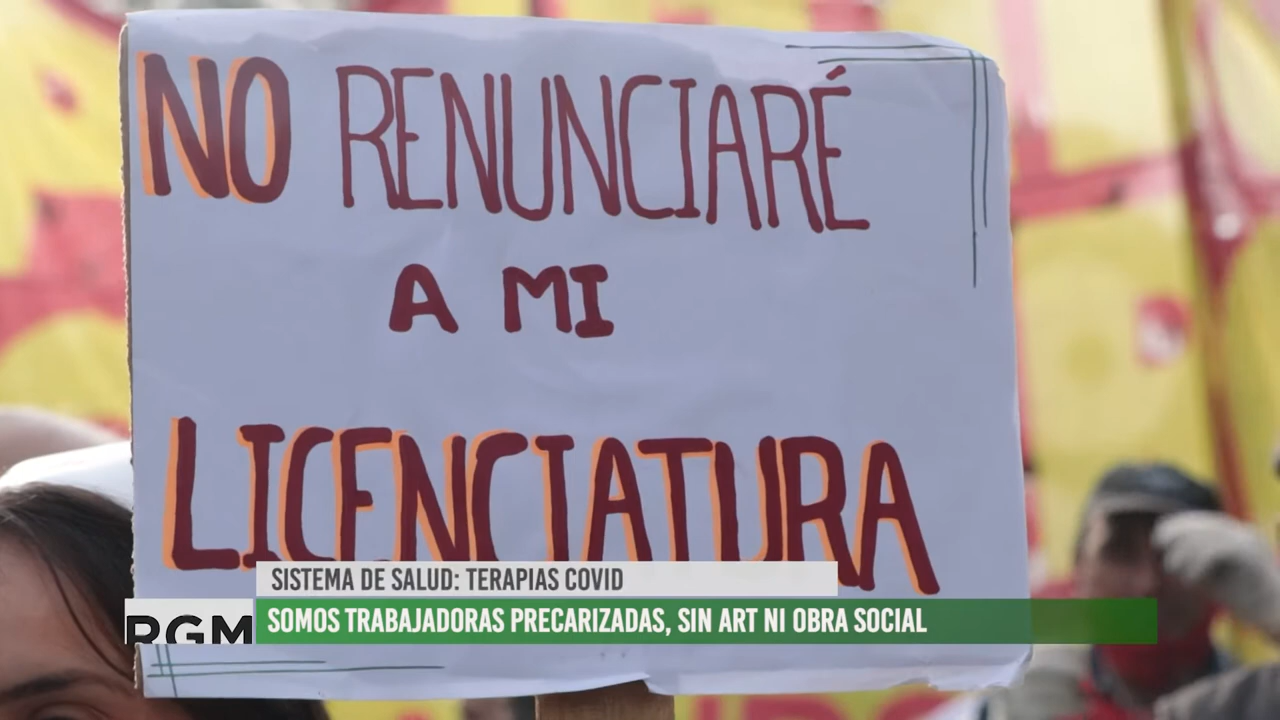 NO RENUNCIARÉ
A MI
LICENCIATURA
SISTEMA DE SALUD: TERAPIAS COVID
RGM
SOMOS TRABAJADORAS PRECARIZADAS, SIN ART NI OBRA SOCIAL